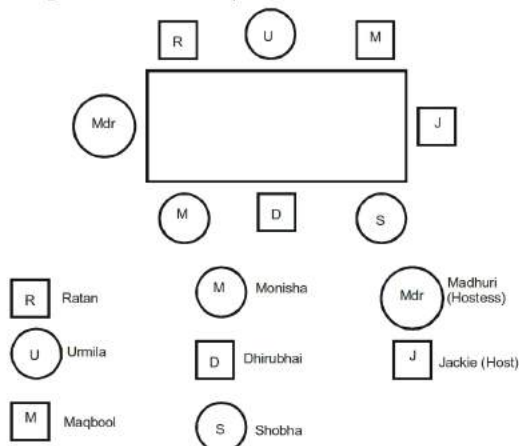 R U M
Mdr J
M D S
R Ratan
M Monisha
Mdr Madhuri
(Hostess)
U Urmila
D Dhirubhai
J Jackie (Host)
M Maqbool
S Shobha